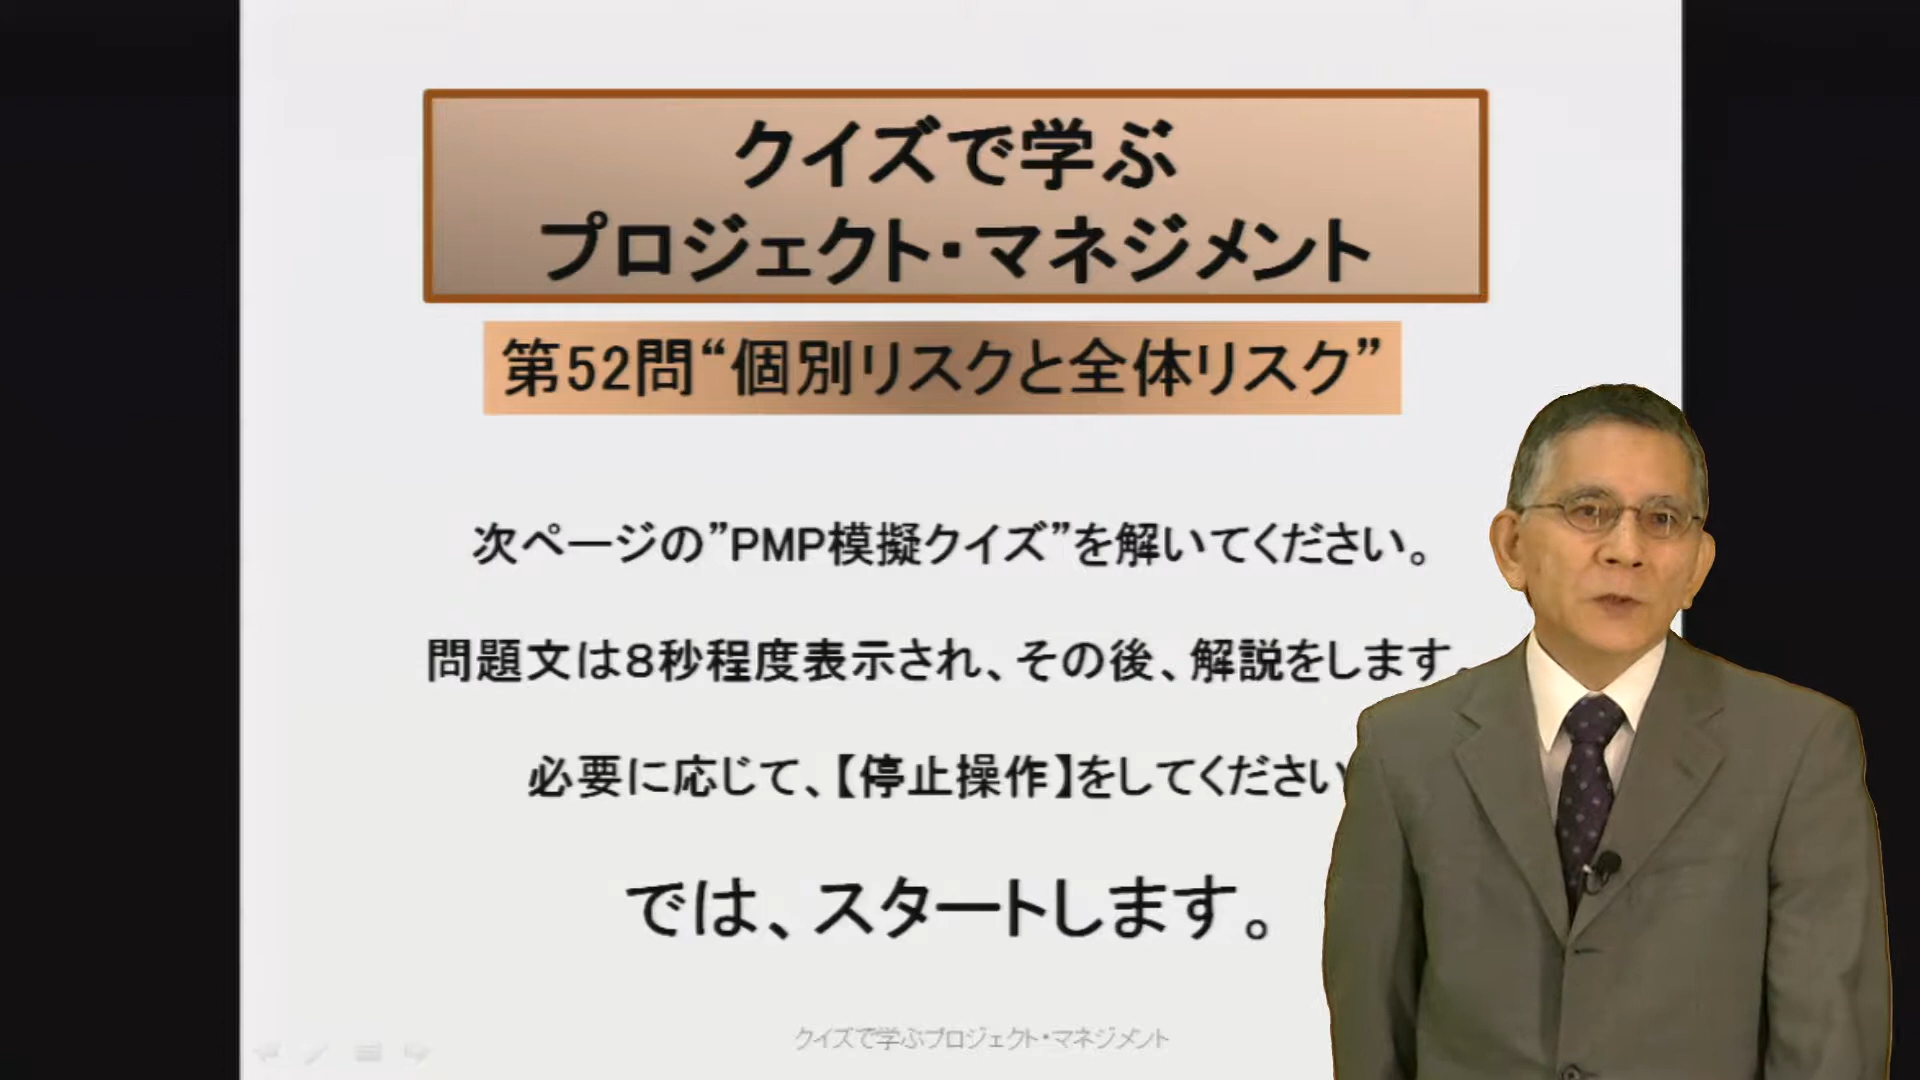 クイズで学ぶ
プロジェクト・マネジメント
第52問“個別リスクと全体リスク”
次ページの”PMP模擬クイズ”を解いてください。
問題文は8秒程度表示され、その後、解説をします。
必要に応じて、【停止操作】をしてください
では、スタートします。
クイズで学ぶプロジェクト・マネジメント